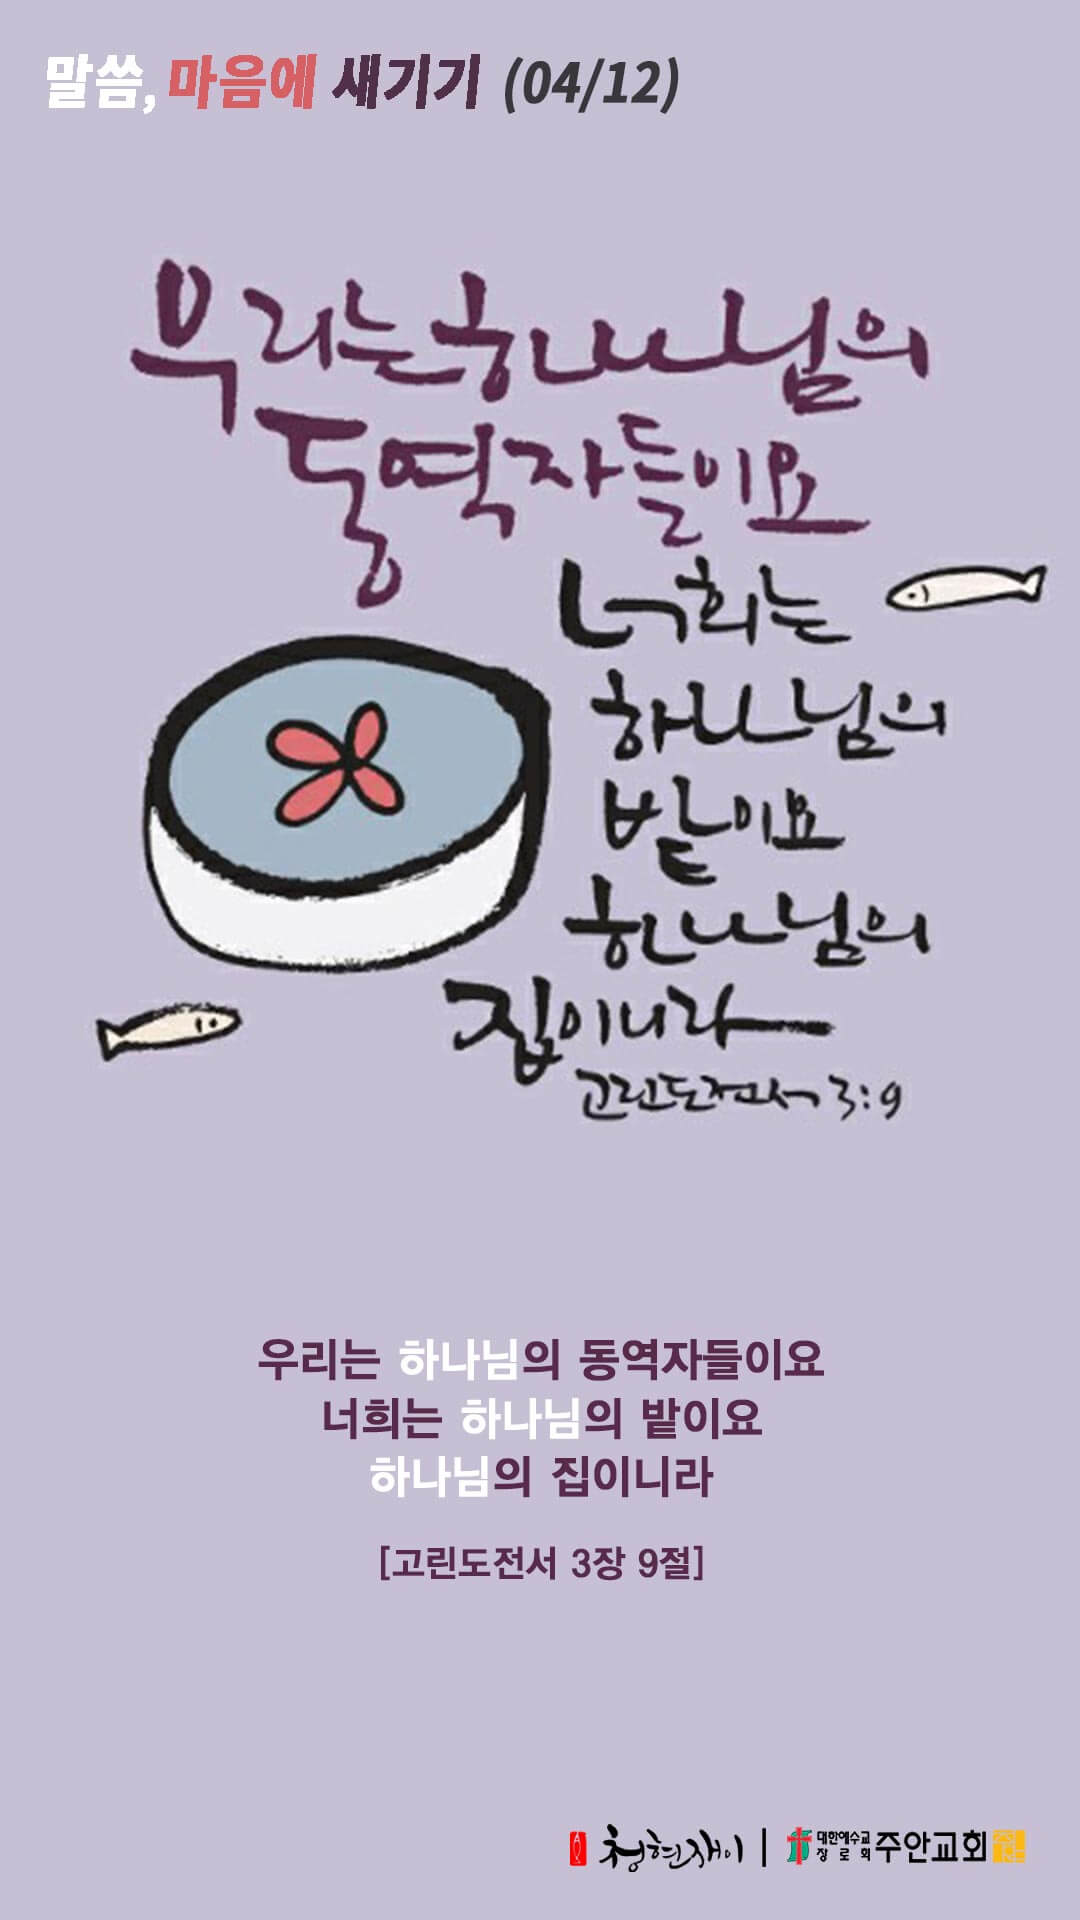 말씀, 마음에 새기기 (04/12)
우리는 하나님의
동역자들이요
너희는
하나님의
밭이요
하나님의
집이니라
고린도전서 3:9
우리는 하나님의 동역자들이요
너희는 하나님의 밭이요
하나님의 집이니라
[고린도전서 3장 9절]
청현재이 | 대한예수교 장로회 주안교회